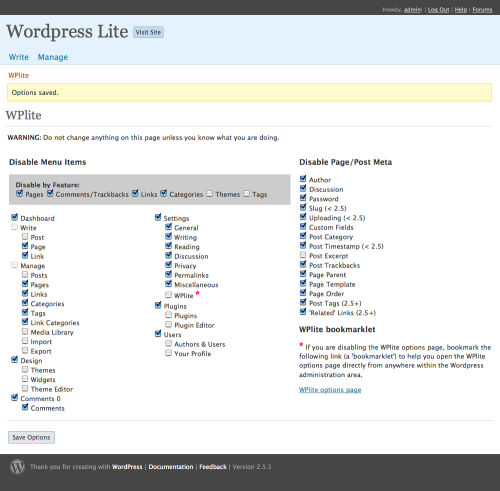 Howdy, admin! | Log Out | Help | Forums
Wordpress Lite Visit Site
Write Manage
WPlite
Options saved.
WPlite
WARNING: Do not change anything on this page unless you know what you are doing.
Disable Menu Items
Disable by Feature:
Pages Comments/Trackbacks Links Categories Themes Tags
Dashboard
Write
Post
Page
Link
Manage
Posts
Pages
Links
Categories
Tags
Link Categories
Media Library
Import
Export
Design
Themes
Widgets
Theme Editor
Comments 0
Comments
Settings
General
Writing
Reading
Discussion
Privacy
Permalinks
Miscellaneous
WPlite *
Plugins
Plugins
Plugin Editor
Users
Authors & Users
Your Profile
Disable Page/Post Meta
Author
Discussion
Password
Slug (< 2.5)
Uploading (< 2.5)
Custom Fields
Post Category
Post Timestamp (< 2.5)
Post Excerpt
Post Trackbacks
Page Parent
Page Template
Page Order
Post Tags (2.5+)
'Related' Links (2.5+)
WPlite bookmarklet
* If you are disabling the WPlite options page, bookmark the
following link (a 'bookmarklet') to help you open the WPlite
options page directly from anywhere within the Wordpress
administration area.
WPlite options page
Save Options
Thank you for creating with WordPress | Documentation | Feedback | Version 2.5.1